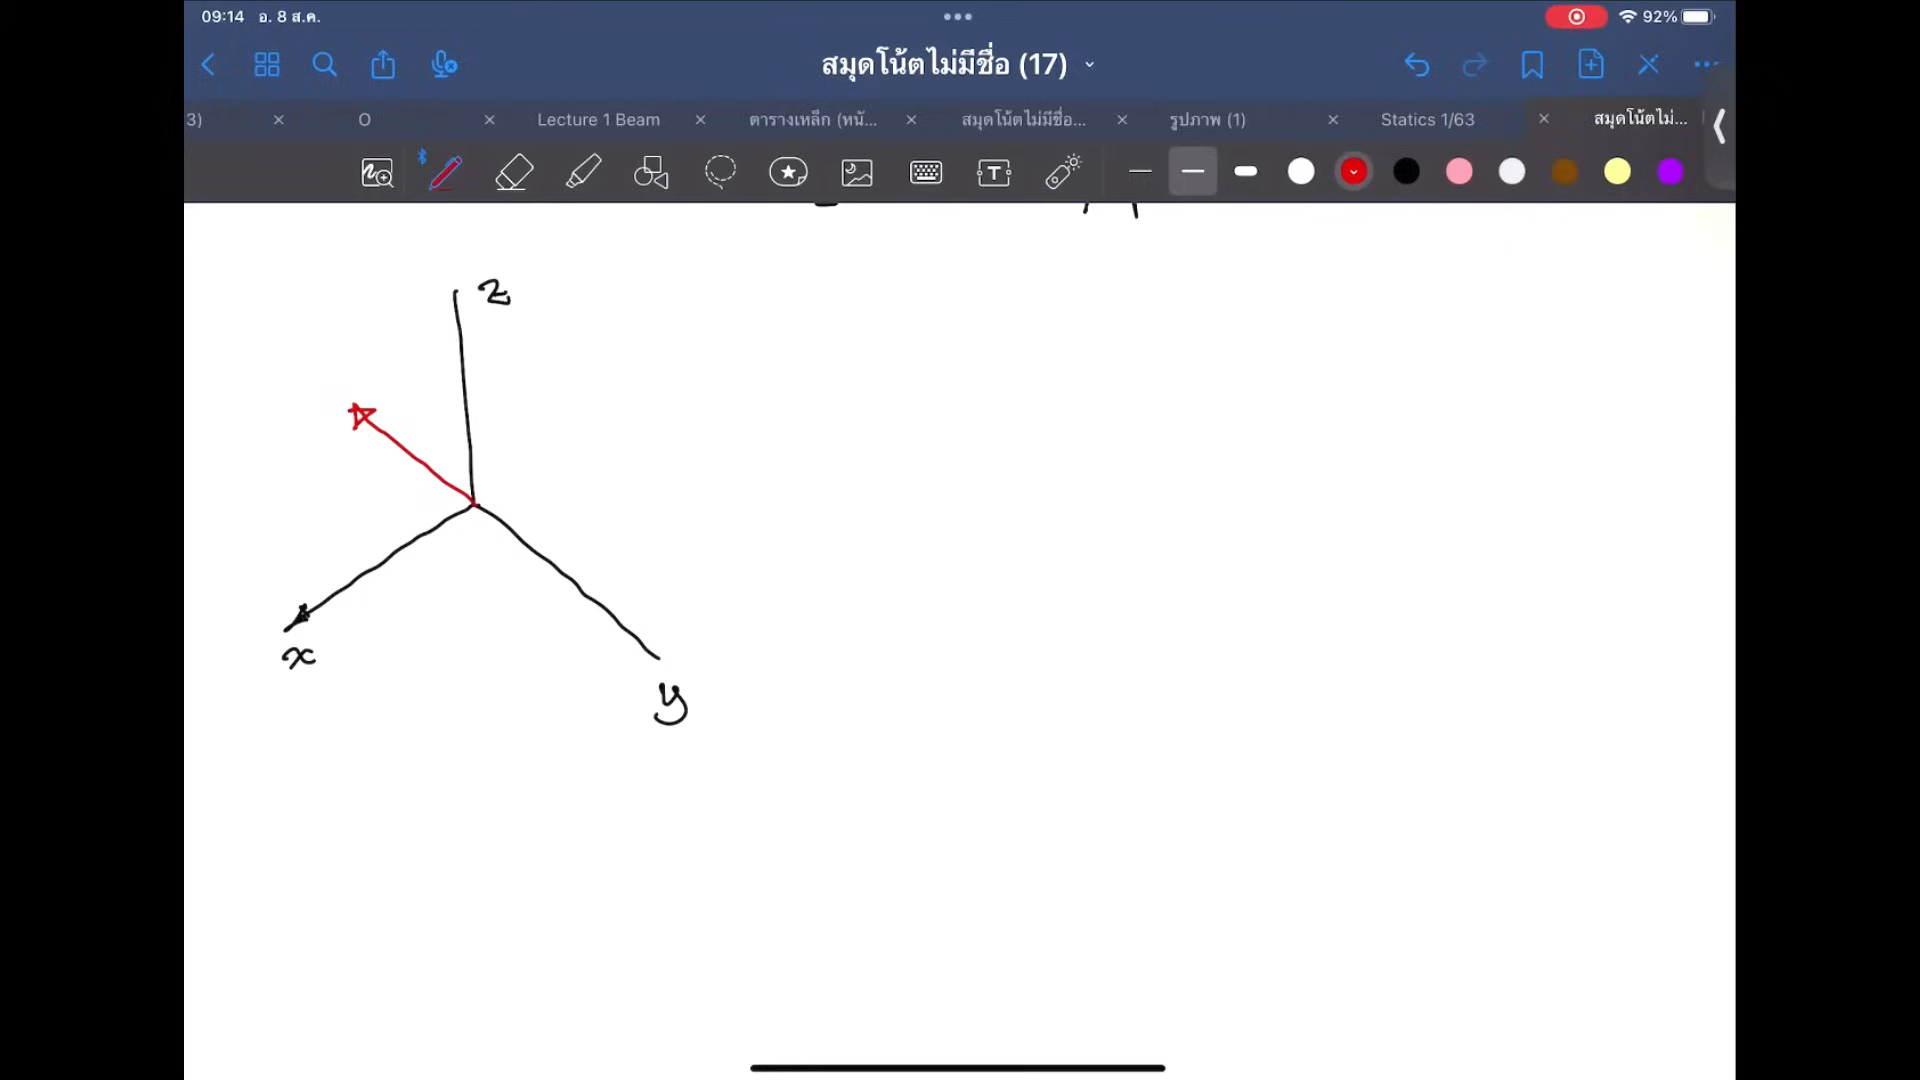 09:14 อ. 8 ส.ค. 92%
สมุดโน้ตไม่มีชื่อ (17)
3) O Lecture 1 Beam ตารางเหล็ก (หนั... สมุดโน้ตไม่มีชื่อ... รูปภาพ (1) Statics 1/63 สมุดโน้ตไม่...
T
z
x
y